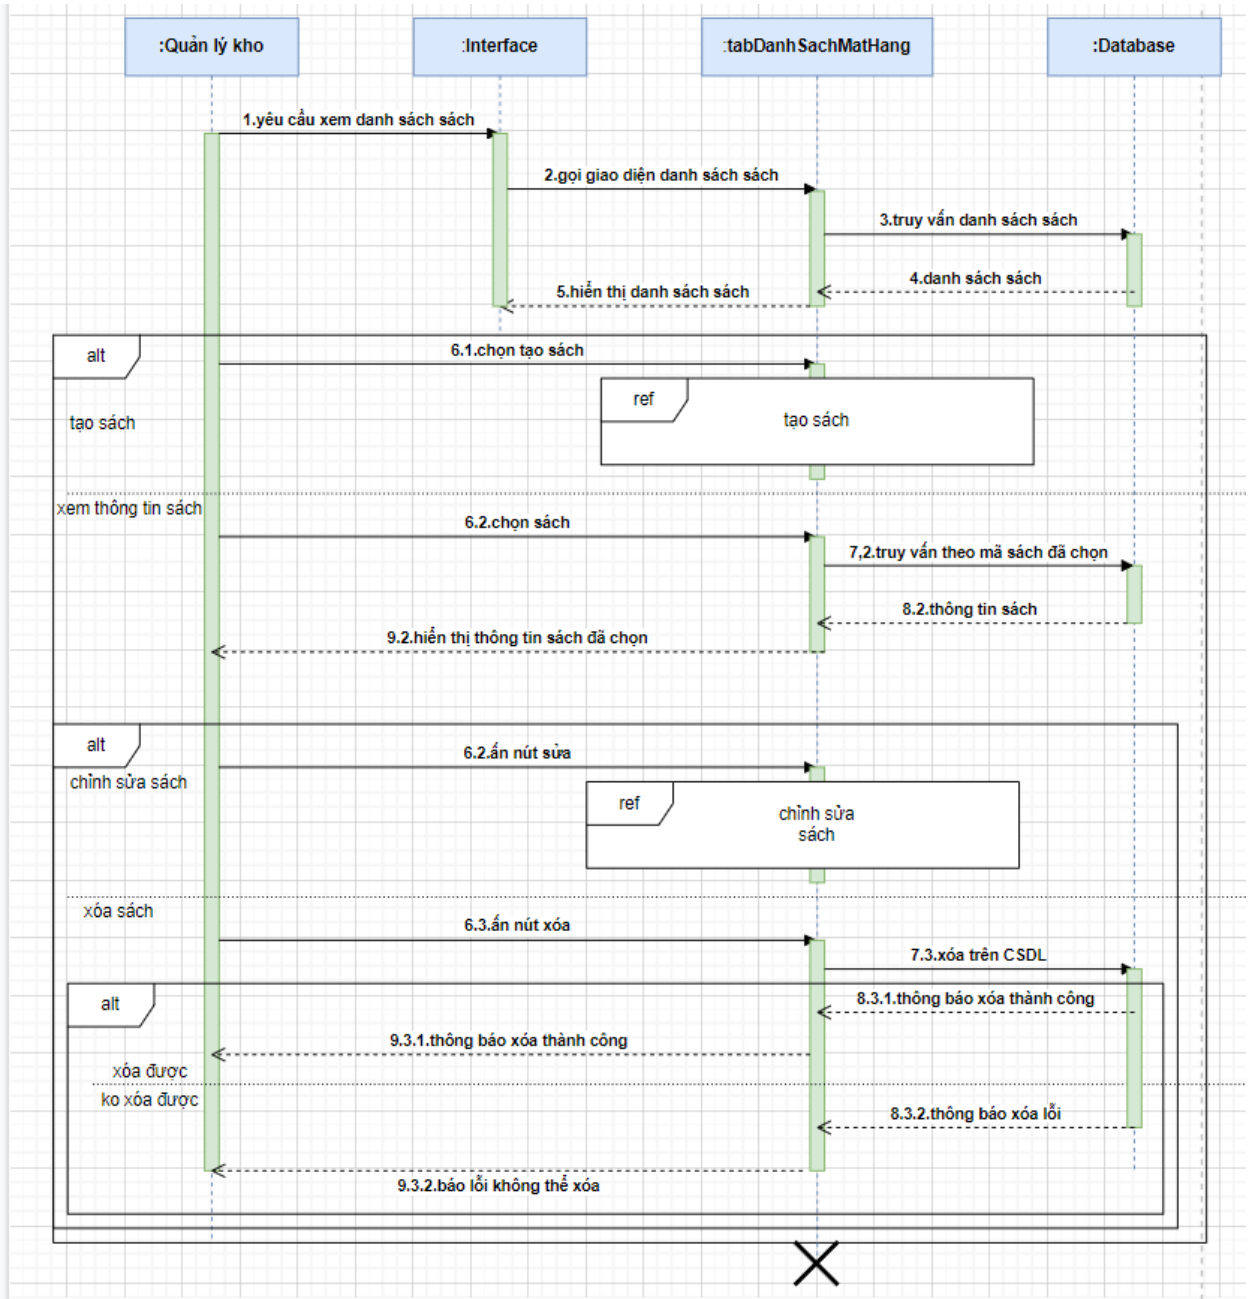 :Quản lý kho
:Interface
:tabDanhSachMatHang
:Database
1.yêu cầu xem danh sách sách
2.gọi giao diện danh sách sách
3.truy vấn danh sách sách
4.danh sách sách
5.hiển thị danh sách sách
alt
6.1.chọn tạo sách
ref
tạo sách
tạo sách
xem thông tin sách
6.2.chọn sách
7,2.truy vấn theo mã sách đã chọn
8.2.thông tin sách
9.2.hiển thị thông tin sách đã chọn
alt
6.2.ấn nút sửa
chỉnh sửa sách
ref
chỉnh sửa
sách
xóa sách
6.3.ấn nút xóa
7.3.xóa trên CSDL
alt
8.3.1.thông báo xóa thành công
9.3.1.thông báo xóa thành công
xóa được
ko xóa được
8.3.2.thông báo xóa lỗi
9.3.2.báo lỗi không thể xóa